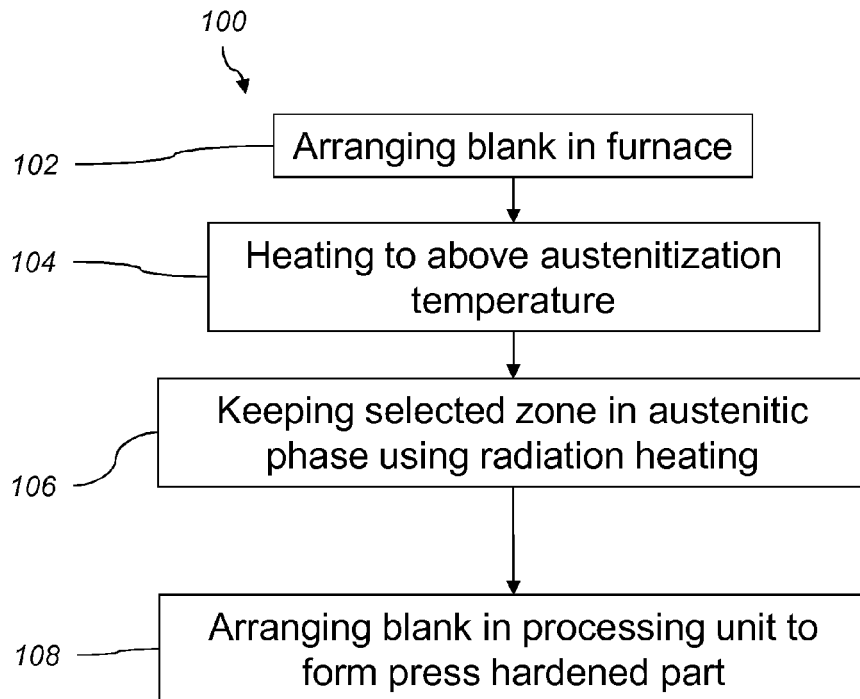 100
102
Arranging blank in furnace
104
Heating to above austenitization
temperature
106
Keeping selected zone in austenitic
phase using radiation heating
108
Arranging blank in processing unit to
form press hardened part